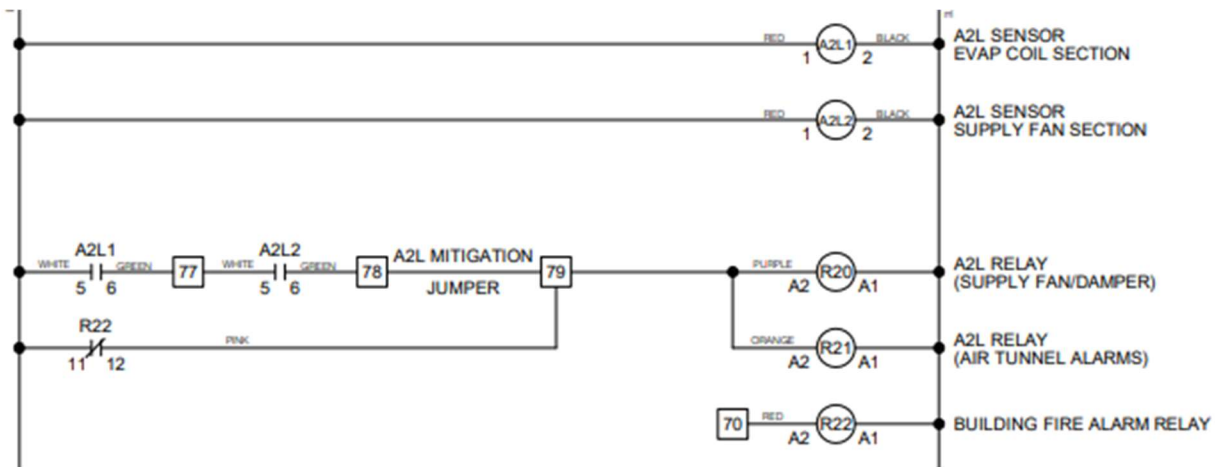 RED A2L1 BLACK A2L SENSOR
1 2 EVAP COIL SECTION
RED A2L2 BLACK A2L SENSOR
1 2 SUPPLY FAN SECTION
A2L1 A2L2 A2L MITIGATION
WHITE GREEN 77 WHITE GREEN 78 79 PURPLE R20 A2L RELAY
5 6 5 6 JUMPER A2 A1 (SUPPLY FAN/DAMPER)
R22
PINK ORANGE R21 A2L RELAY
11 12 A2 A1 (AIR TUNNEL ALARMS)
70 RED R22 BUILDING FIRE ALARM RELAY
A2 A1